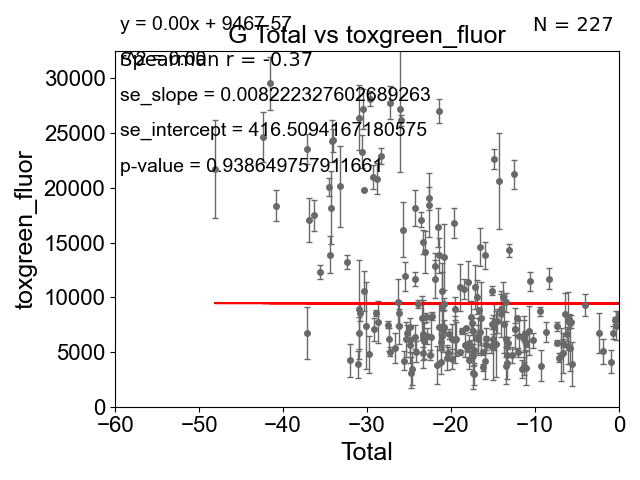 y = 0.00x + 9467.57
N = 227
G Total vs toxgreen_fluor
Spearman r = -0.37
se_slope = 0.008222327602689263
se_intercept = 416.5094167180575
p-value = 0.938649757911661
toxgreen_fluor
30000
25000
20000
15000
10000
5000
0
−60
−50
−40
−30
−20
−10
0
Total